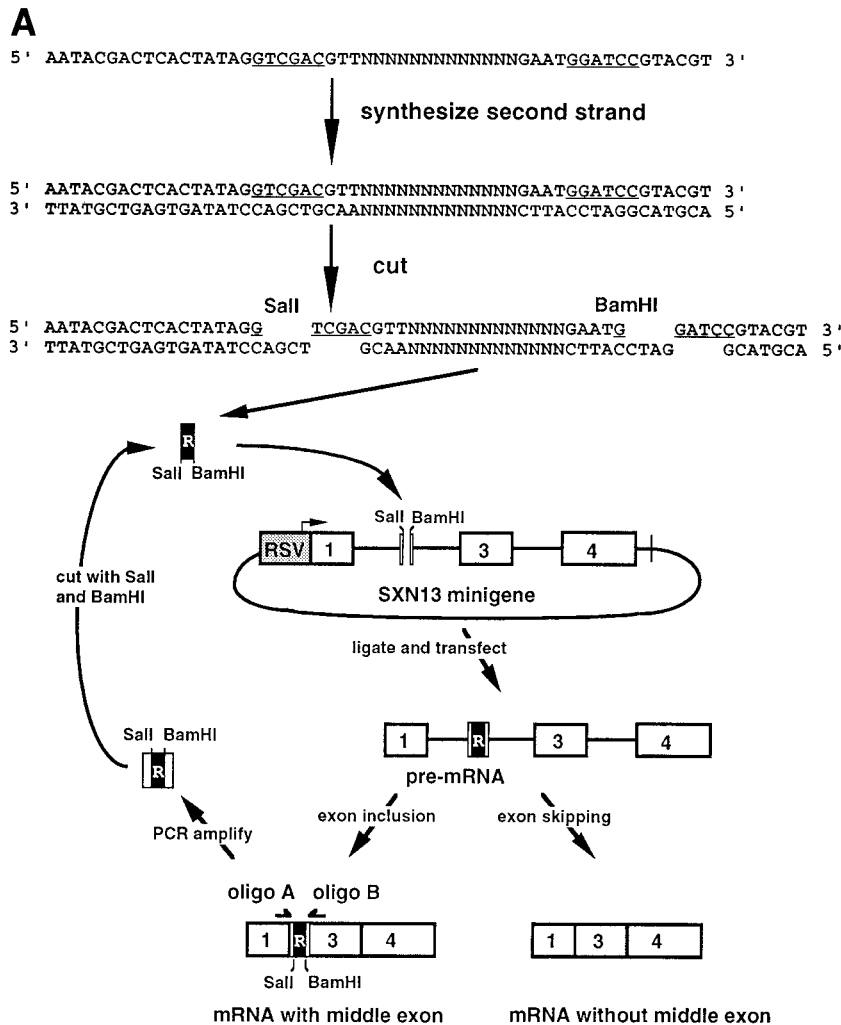 A
5' AATACGACTCACTATAGGTCGACGTTNNNNNNNNNNNNNGAATGGATCCGTACGT 3'
synthesize second strand
5' AATACGACTCACTATAGGTCGACGTTNNNNNNNNNNNNNGAATGGATCCGTACGT 3'
3' TTATGCTGAGTGATATCCAGCTGCAANNNNNNNNNNNNNCTTACCTAGGCATGCA 5'
cut
SalI BamHI
5' AATACGACTCACTATAGG TCGACGTTNNNNNNNNNNNNNGAATG GATCCGTACGT 3'
3' TTATGCTGAGTGATATCCAGCT GCAANNNNNNNNNNNNNCTTACCTAG GCATGCA 5'
R
SalI BamHI
SalI BamHI
RSV 1 3 4
SXN13 minigene
cut with SalI
and BamHI
ligate and transfect
SalI BamHI
R
1 R 3 4
pre-mRNA
exon inclusion
exon skipping
PCR amplify
oligo A oligo B
1 R 3 4
SalI BamHI
mRNA with middle exon
1 3 4
mRNA without middle exon